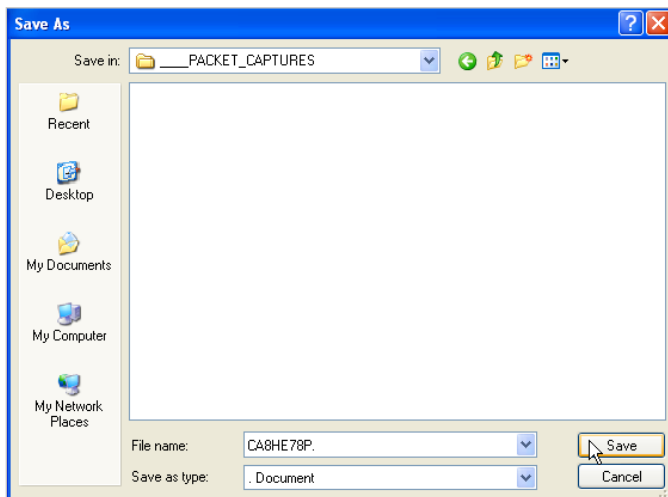 Save As
Save in: ____PACKET_CAPTURES
Recent
Desktop
My Documents
My Computer
My Network
Places
File name: CA8HE78P. Save
Save as type: . Document Cancel